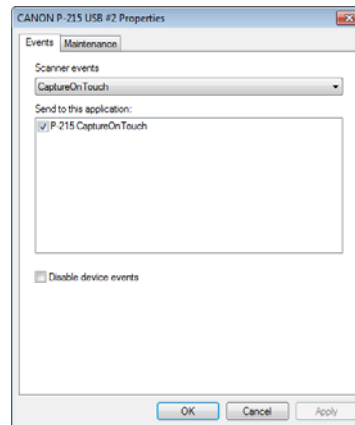 CANON P-215 USB #2 Properties
Events Maintenance
Scanner events
CaptureOnTouch
Send to this application:
P-215 CaptureOnTouch
Disable device events
OK Cancel Apply